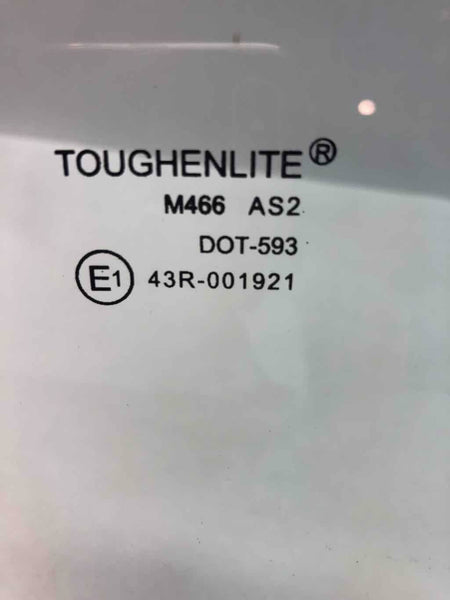 TOUGHENLITE®
M466 AS2
DOT-593
E1 43R-001921